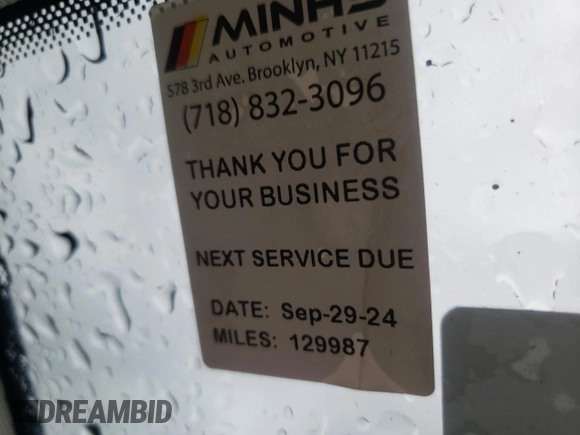 MINHS
AUTOMOTIVE
578 3rd Ave. Brooklyn, NY 11215
(718) 832-3096
THANK YOU FOR
YOUR BUSINESS
NEXT SERVICE DUE
DATE: Sep-29-24
MILES: 129987
DREAMBID